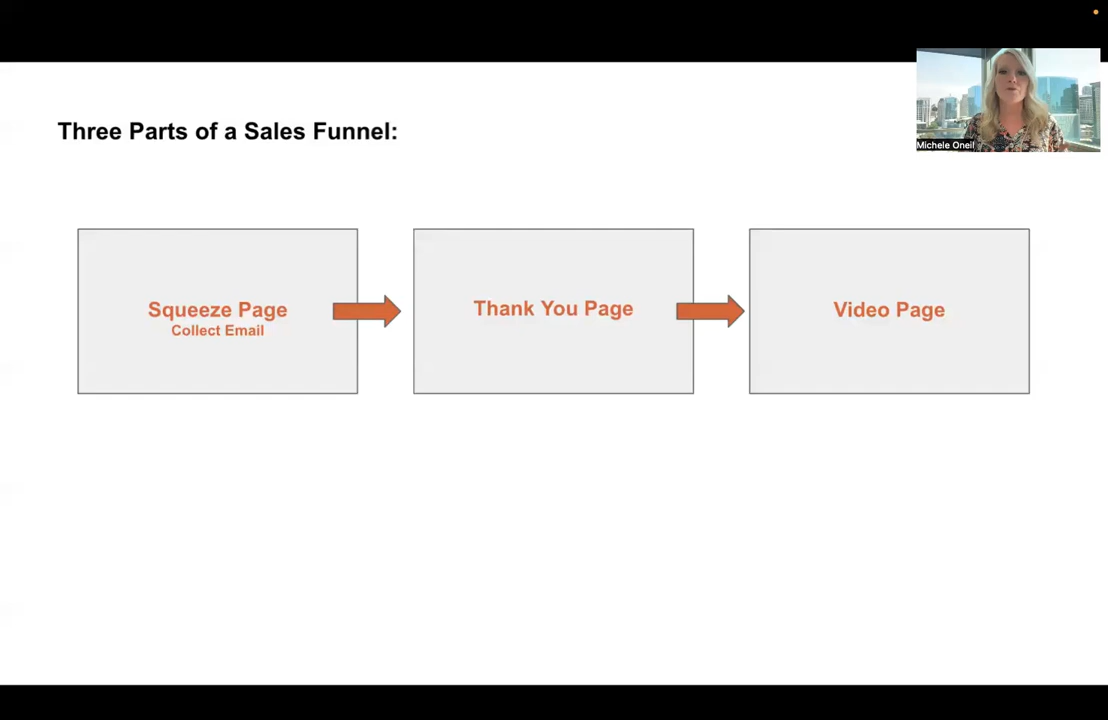 Three Parts of a Sales Funnel:
Michele Oneil
Squeeze Page
Collect Email
Thank You Page
Video Page